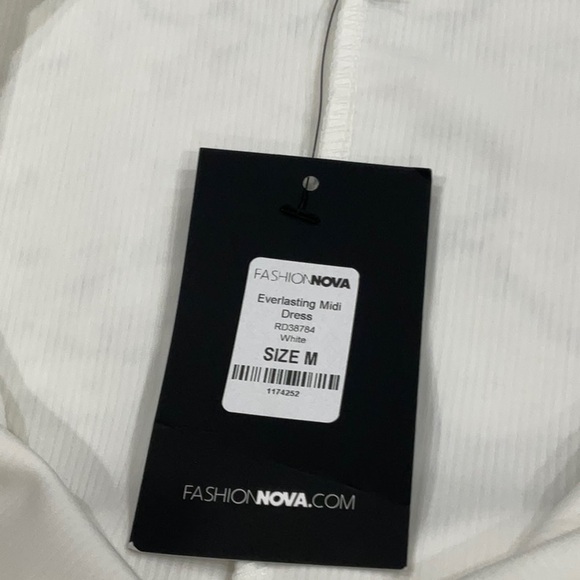 FASHIONNOVA
Everlasting Midi
Dress
RD38784
White
SIZE M
1174252
FASHIONNOVA.COM